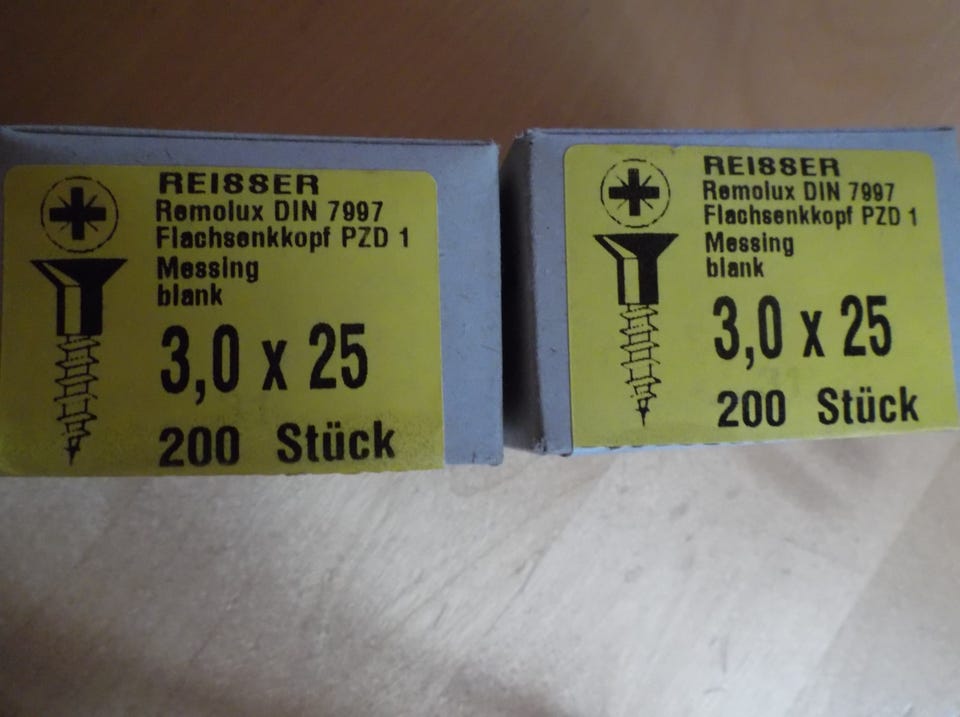 REISSER
Remolux DIN 7997
Flachsenkkopf PZD 1
Messing
blank
3,0 x 25
200 Stück
REISSER
Remolux DIN 7997
Flachsenkkopf PZD 1
Messing
blank
3,0 x 25
200 Stück